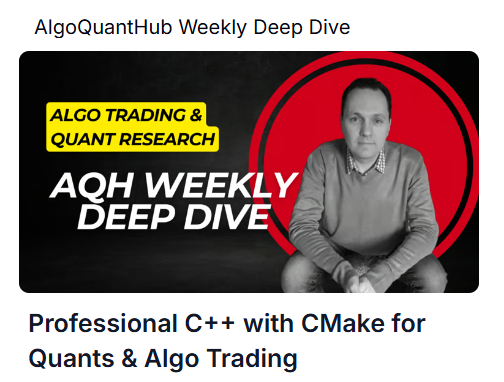 AlgoQuantHub Weekly Deep Dive
ALGO TRADING &
QUANT RESEARCH
AQH WEEKLY
DEEP DIVE
Professional C++ with CMake for
Quants & Algo Trading